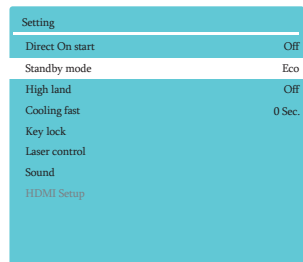 Setting
Direct On start Off
Standby mode Eco
High land Off
Cooling fast 0 Sec.
Key lock
Laser control
Sound
HDMI Setup